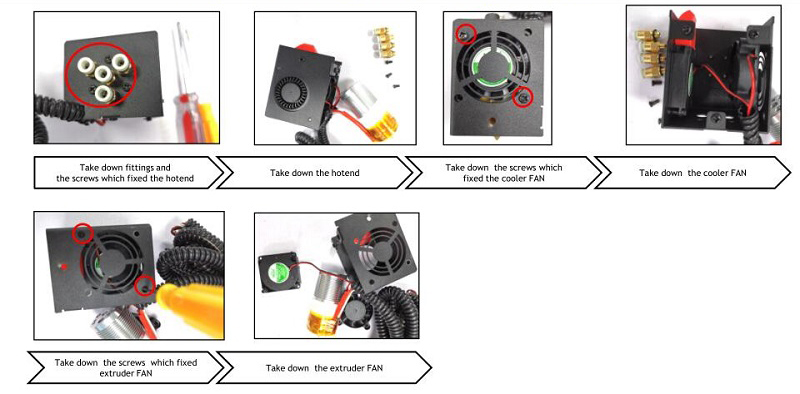 Take down fittings and
the screws which fixed the hotend
Take down the hotend
Take down the screws which
fixed the cooler FAN
Take down the cooler FAN
Take down the screws which fixed
extruder FAN
Take down the extruder FAN